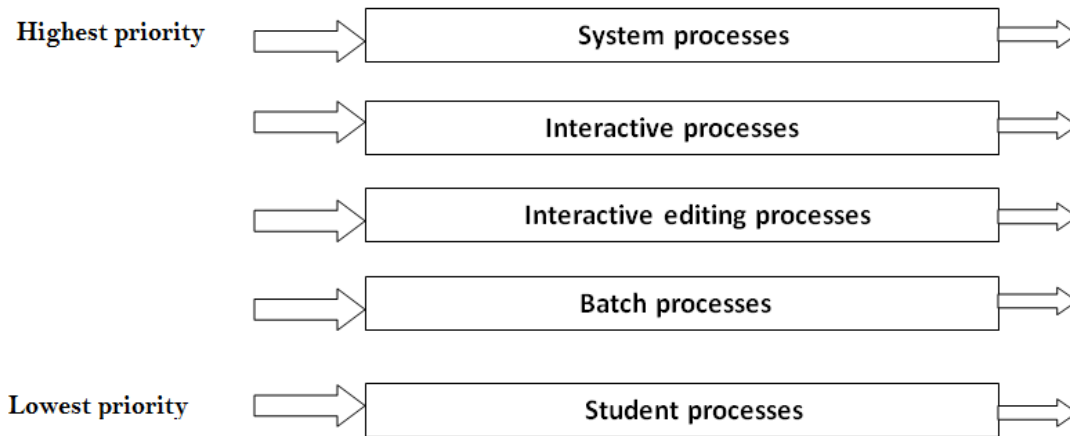 Highest priority
System processes
Interactive processes
Interactive editing processes
Batch processes
Lowest priority
Student processes